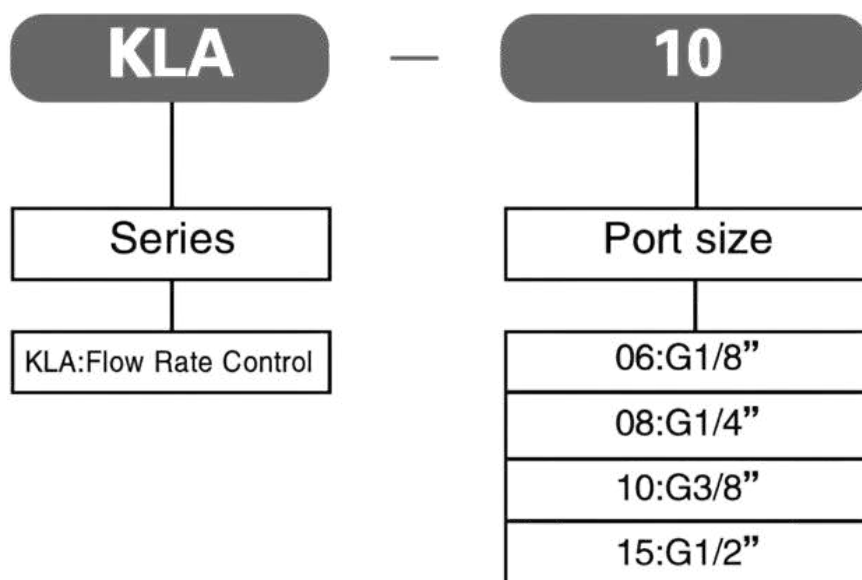 KLA — 10
Series
Port size
KLA:Flow Rate Control
06:G1/8”
08:G1/4”
10:G3/8”
15:G1/2”